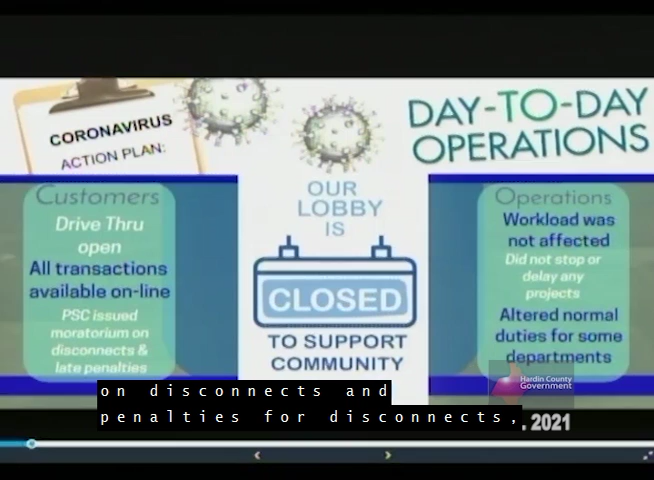 CORONAVIRUS
ACTION PLAN:
DAY-TO-DAY
OPERATIONS
Customers
Drive Thru
open
All transactions
available on-line
PSC issued
moratorium on
disconnects &
late penalties
OUR
LOBBY
IS
CLOSED
TO SUPPORT
COMMUNITY
Operations
Workload was
not affected
Did not stop or
delay any
projects
Altered normal
duties for some
departments
Hardin County
Government
on disconnects and
penalties for disconnects,
. 2021